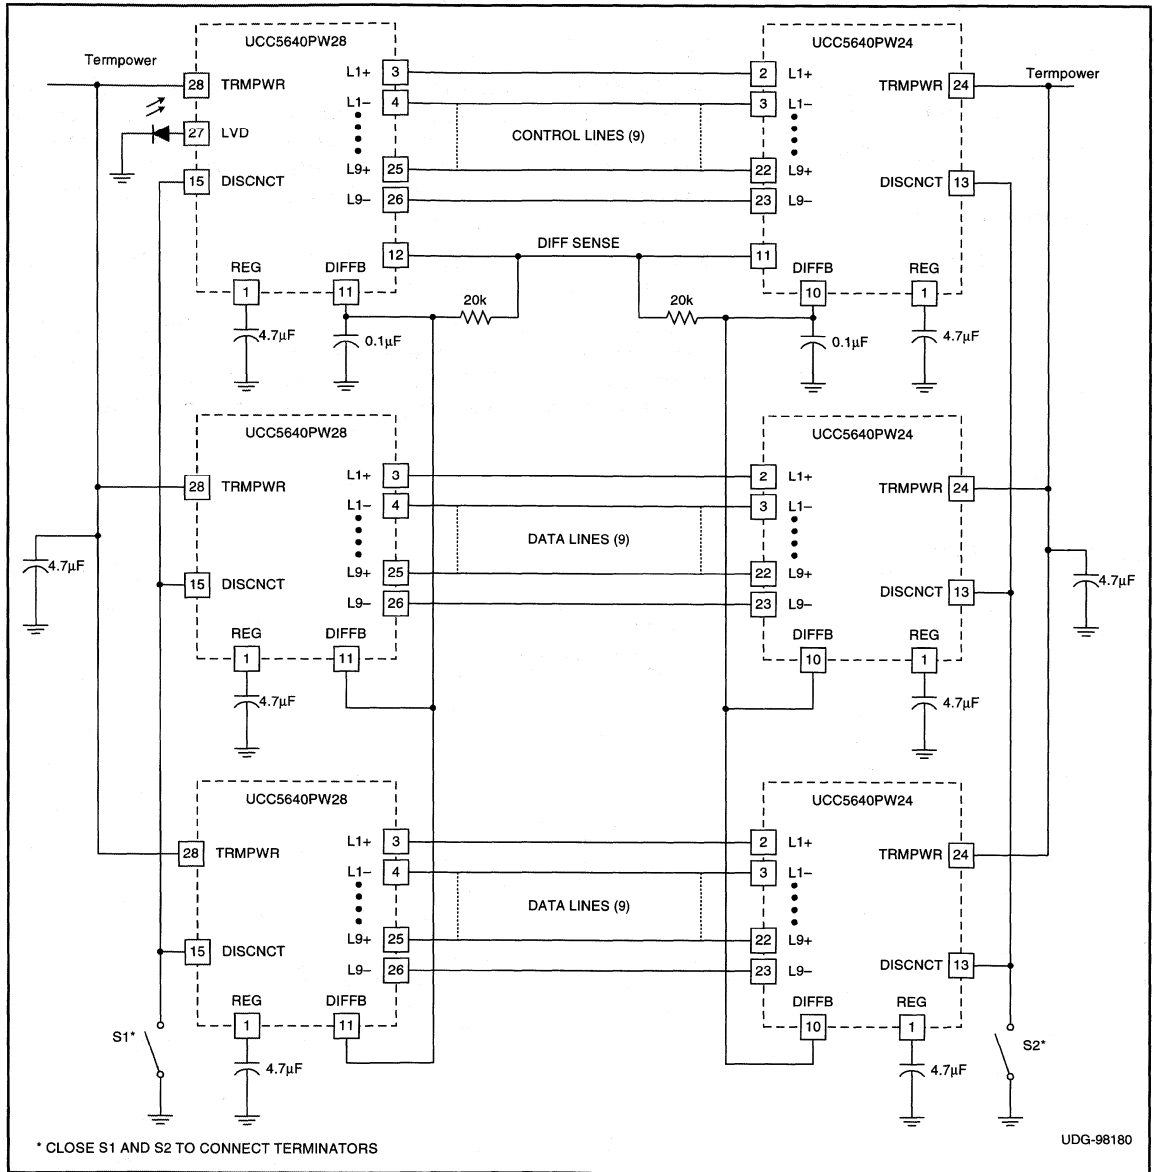 UCC5640PW28
UCC5640PW24
Termpower
28
TRMPWR
L1+
3
2
L1+
TRMPWR
24
Termpower
L1–
4
3
L1–
27
LVD
CONTROL LINES (9)
15
DISCNCT
L9+
25
22
L9+
DISCNCT
13
L9–
26
23
L9–
12
DIFF SENSE
11
REG
DIFFB
DIFFB
REG
1
11
10
1
20k
20k
4.7µF
0.1µF
0.1µF
4.7µF
UCC5640PW28
UCC5640PW24
28
TRMPWR
L1+
3
2
L1+
TRMPWR
24
L1–
4
3
L1–
DATA LINES (9)
4.7µF
15
DISCNCT
L9+
25
22
L9+
DISCNCT
13
4.7µF
L9–
26
23
L9–
REG
DIFFB
DIFFB
REG
1
11
10
1
4.7µF
4.7µF
UCC5640PW28
UCC5640PW24
28
TRMPWR
L1+
3
2
L1+
TRMPWR
24
L1–
4
3
L1–
DATA LINES (9)
15
DISCNCT
L9+
25
22
L9+
DISCNCT
13
L9–
26
23
L9–
REG
DIFFB
DIFFB
REG
1
11
10
1
S1*
S2*
4.7µF
4.7µF
* CLOSE S1 AND S2 TO CONNECT TERMINATORS
UDG-98180